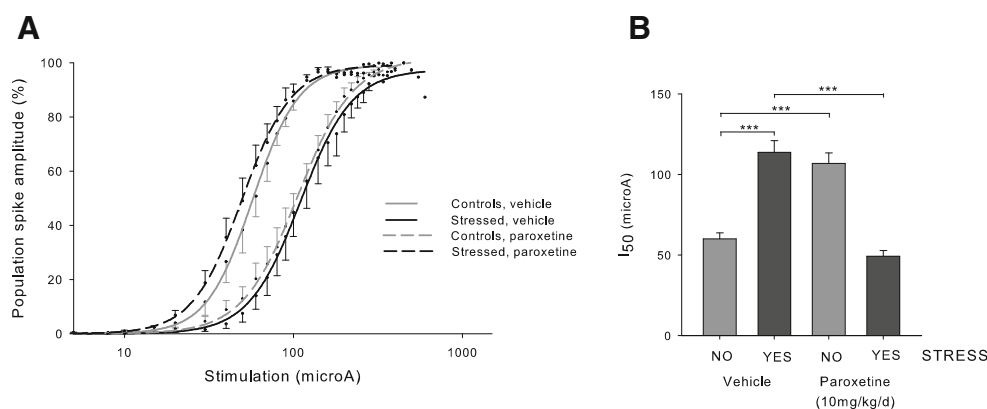 A
Population spike amplitude (%)
100
80
60
40
20
0
10
100
1000
Stimulation (microA)
Controls, vehicle
Stressed, vehicle
Controls, paroxetine
Stressed, paroxetine
B
I50 (microA)
150
100
50
0
***
***
***
NO YES NO YES STRESS
Vehicle Paroxetine
(10mg/kg/d)